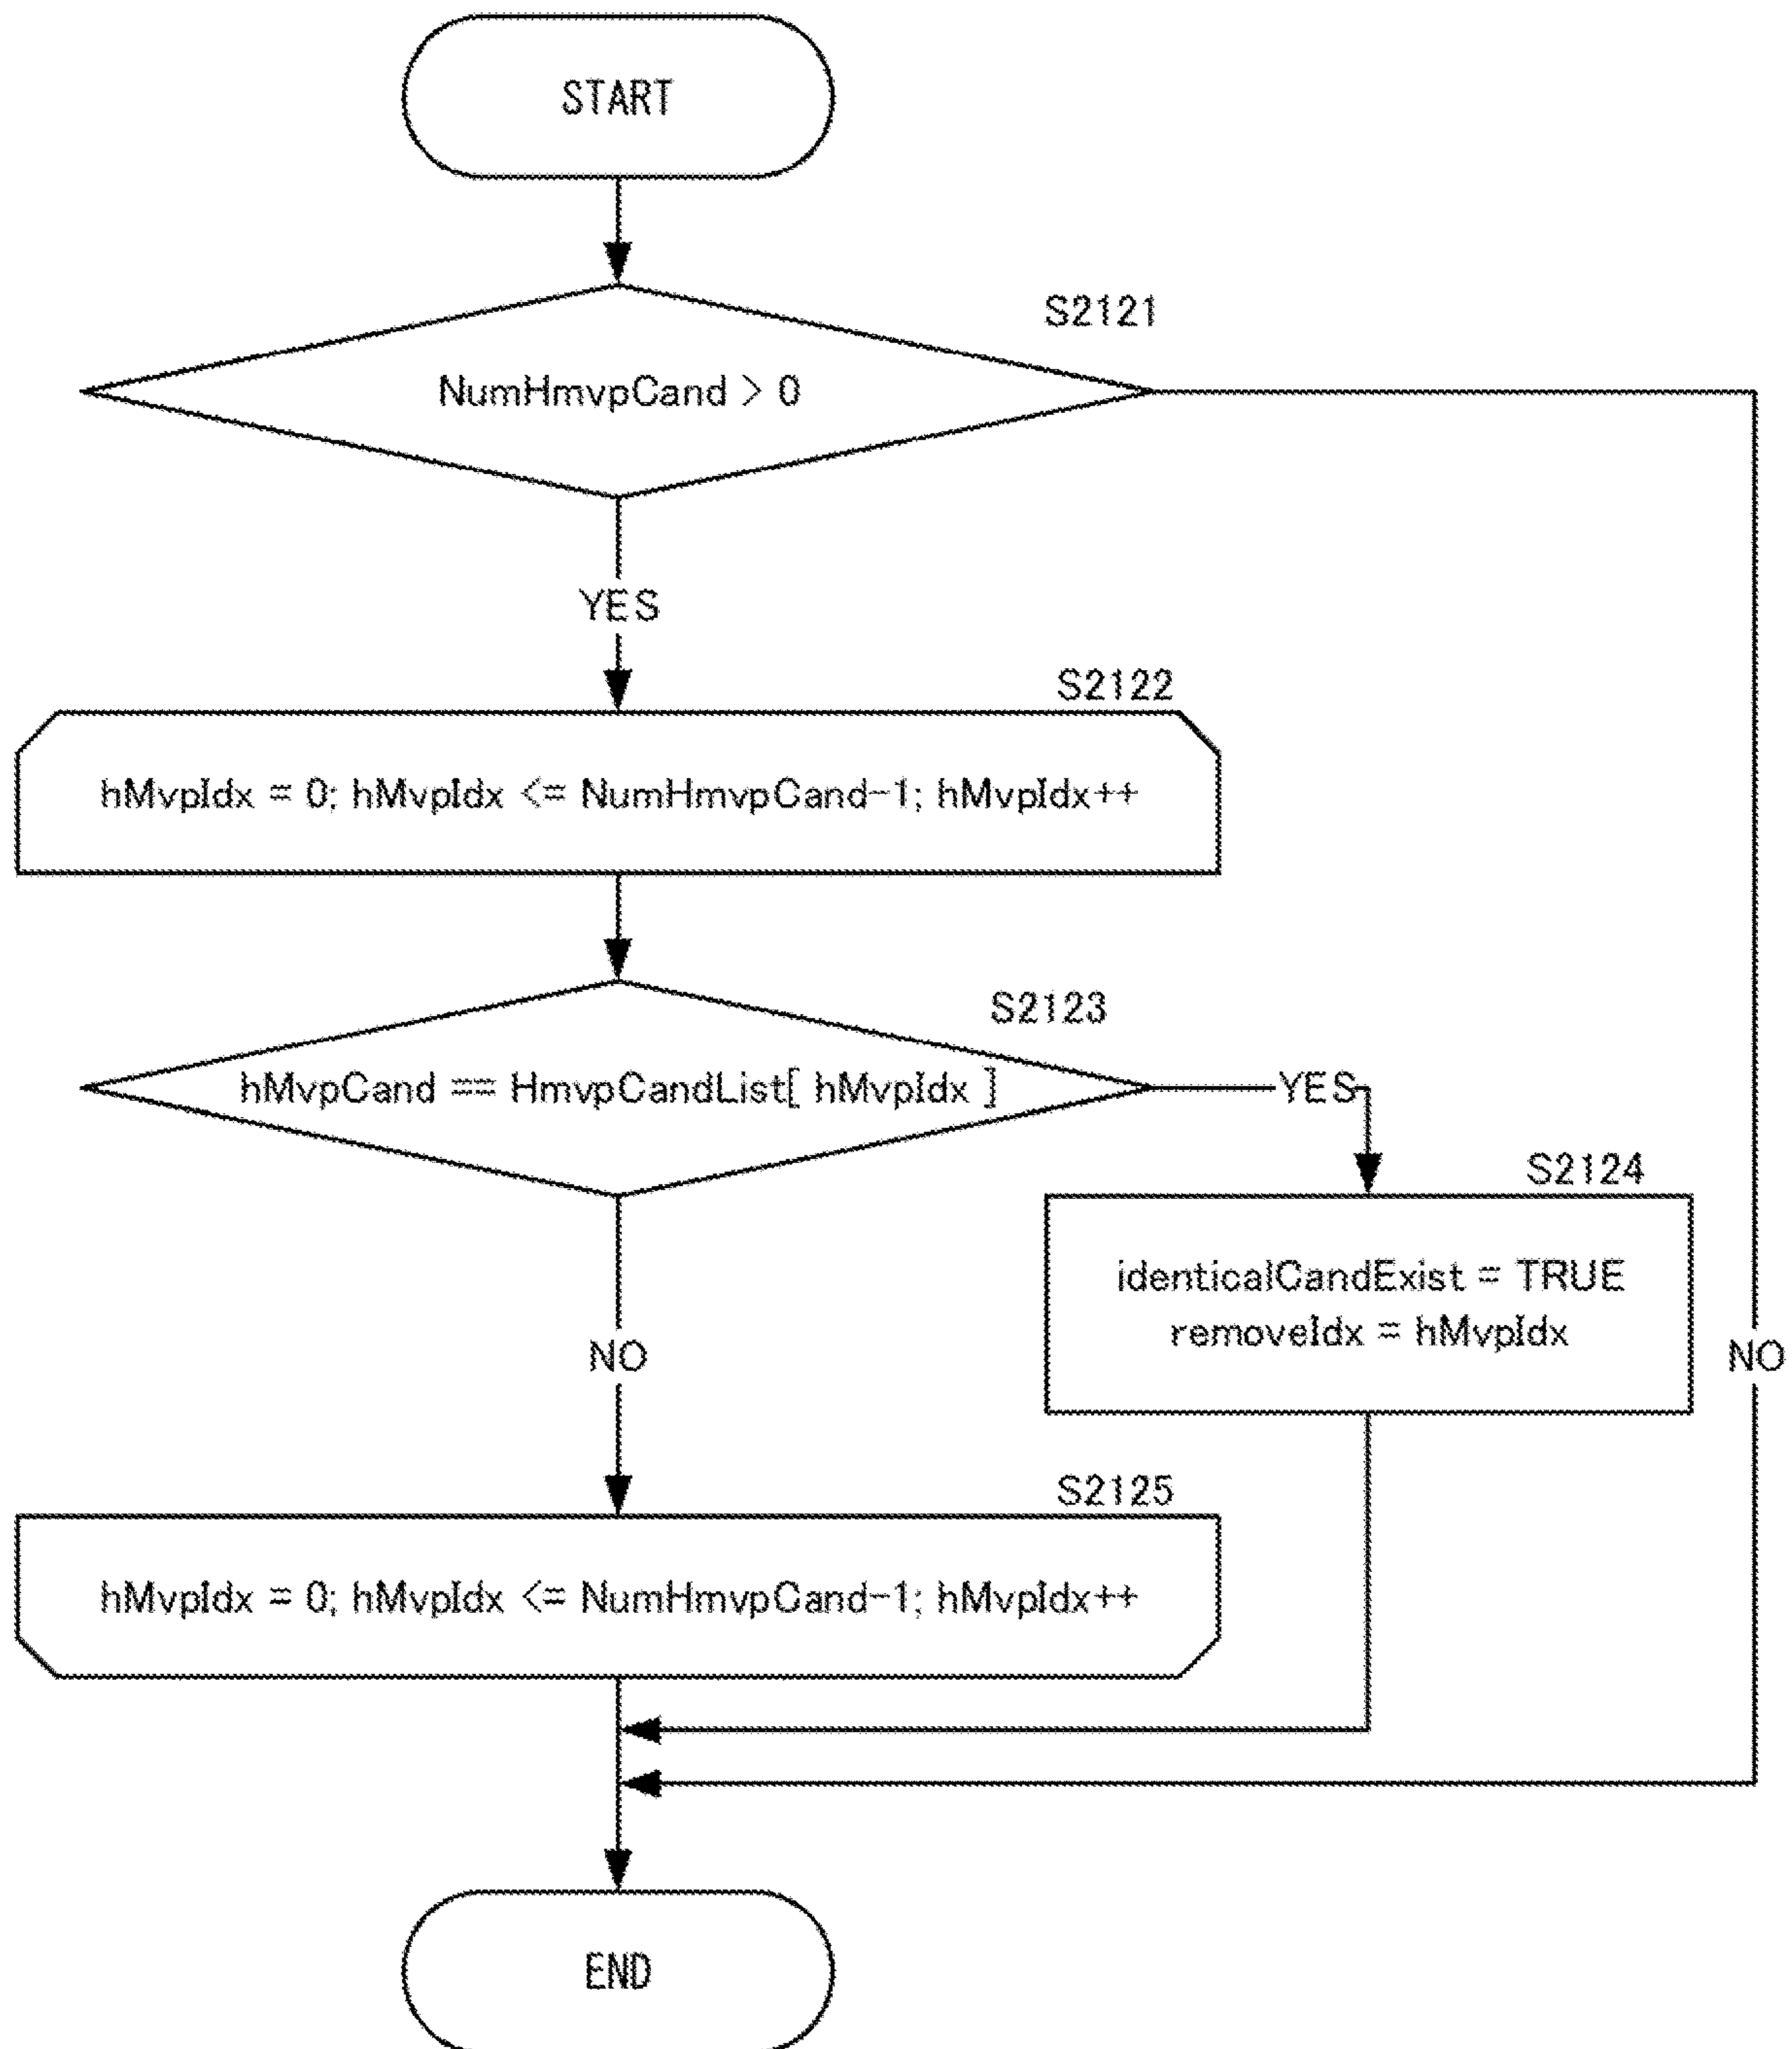 START
S2121
NumHmvpCand > 0
YES
S2122
hMvpIdx = 0; hMvpIdx <= NumHmvpCand-1; hMvpIdx++
S2123
hMvpCand == HmvpCandList[ hMvpIdx ]
YES
S2124
identicalCandExist = TRUE
removeIdx = hMvpIdx
NO
NO
S2125
hMvpIdx = 0; hMvpIdx <= NumHmvpCand-1; hMvpIdx++
END